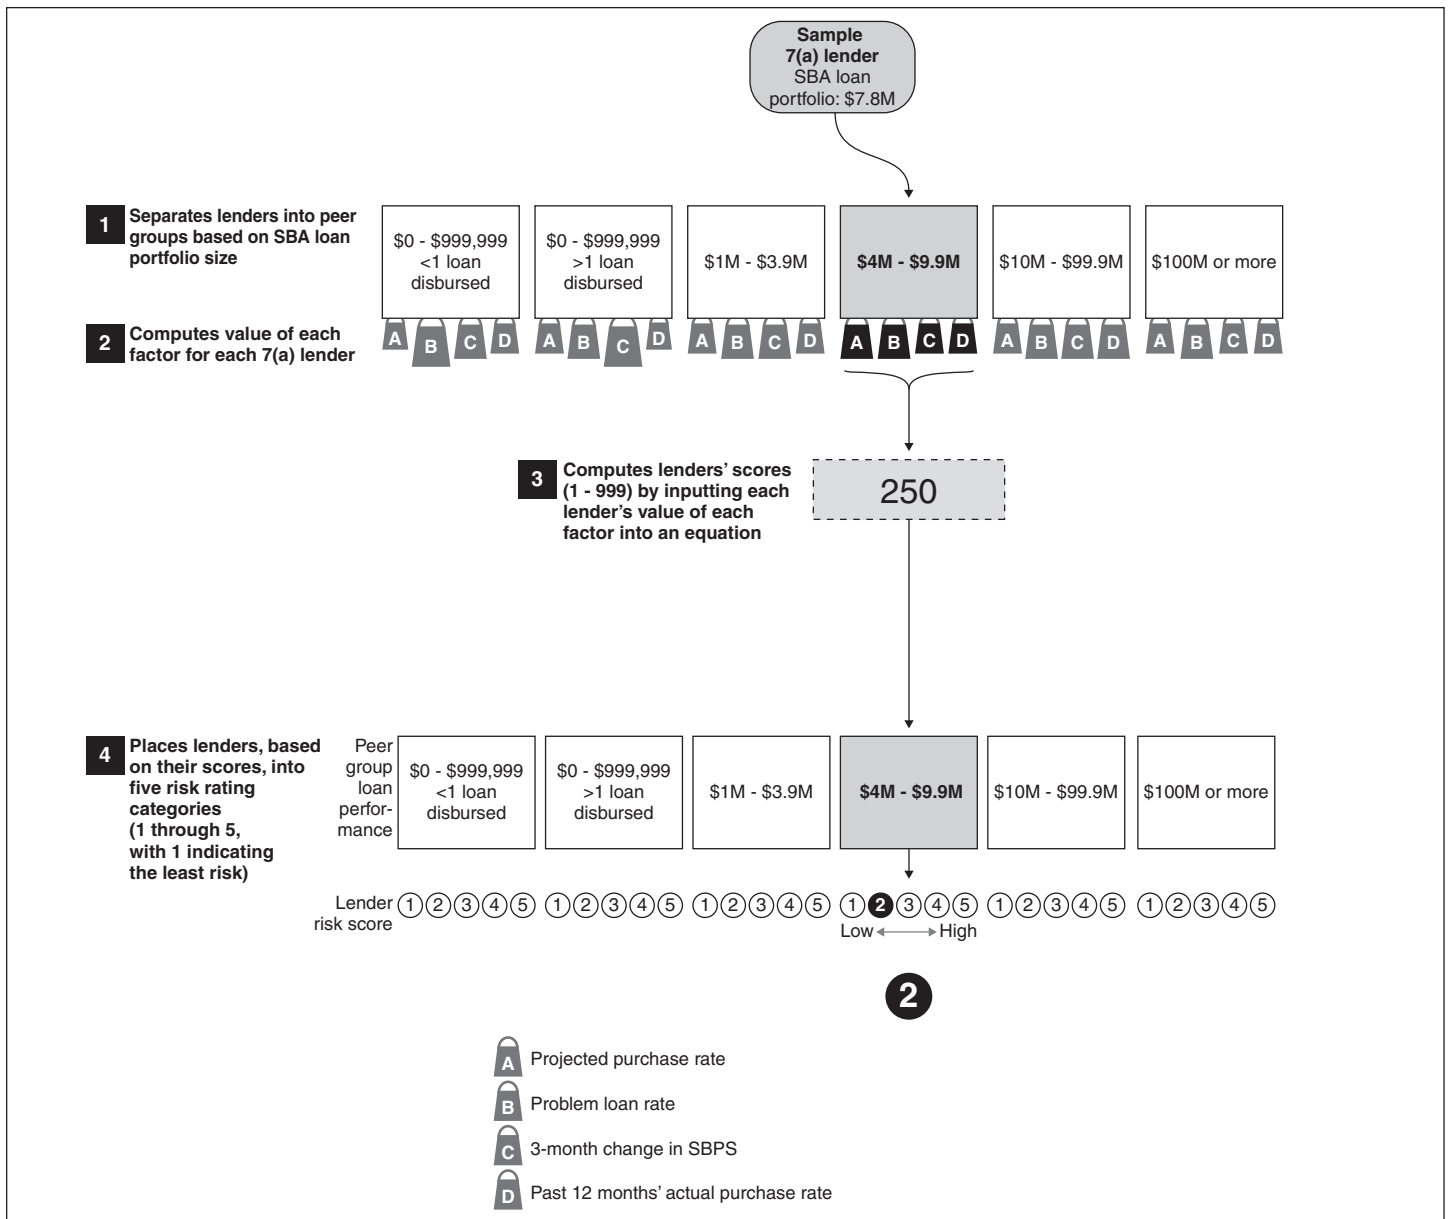 Sample
7(a) lender
SBA loan
portfolio: $7.8M
1
Separates lenders into peer
groups based on SBA loan
portfolio size
$0 - $999,999
<1 loan
disbursed
$0 - $999,999
>1 loan
disbursed
$1M - $3.9M
$4M - $9.9M
$10M - $99.9M
$100M or more
2
Computes value of each
factor for each 7(a) lender
A B C D A B C D A B C D A B C D A B C D A B C D
3
Computes lenders' scores
(1 - 999) by inputting each
lender's value of each
factor into an equation
250
4
Places lenders, based
on their scores, into
five risk rating
categories
(1 through 5,
with 1 indicating
the least risk)
Peer
group
loan
perfor-
mance
$0 - $999,999
<1 loan
disbursed
$0 - $999,999
>1 loan
disbursed
$1M - $3.9M
$4M - $9.9M
$10M - $99.9M
$100M or more
Lender
risk score
1 2 3 4 5 1 2 3 4 5 1 2 3 4 5 1 2 3 4 5 1 2 3 4 5 1 2 3 4 5
Low High
2
A Projected purchase rate
B Problem loan rate
C 3-month change in SBPS
D Past 12 months' actual purchase rate